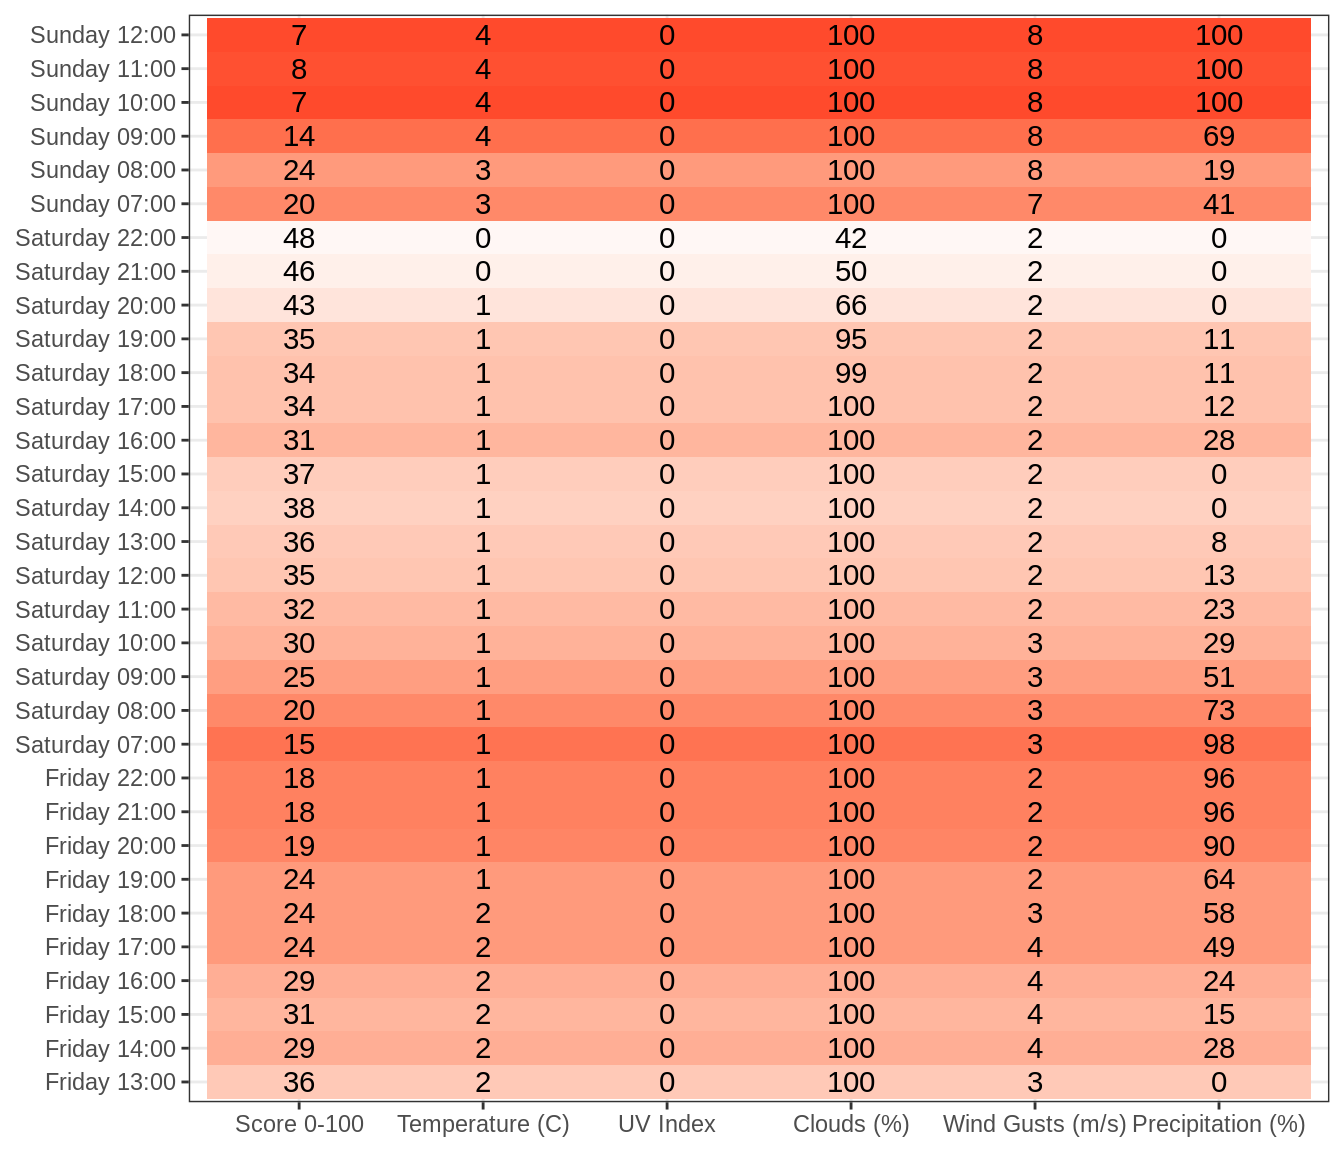 Sunday 12:00 7 4 0 100 8 100
Sunday 11:00 8 4 0 100 8 100
Sunday 10:00 7 4 0 100 8 100
Sunday 09:00 14 4 0 100 8 69
Sunday 08:00 24 3 0 100 8 19
Sunday 07:00 20 3 0 100 7 41
Saturday 22:00 48 0 0 42 2 0
Saturday 21:00 46 0 0 50 2 0
Saturday 20:00 43 1 0 66 2 0
Saturday 19:00 35 1 0 95 2 11
Saturday 18:00 34 1 0 99 2 11
Saturday 17:00 34 1 0 100 2 12
Saturday 16:00 31 1 0 100 2 28
Saturday 15:00 37 1 0 100 2 0
Saturday 14:00 38 1 0 100 2 0
Saturday 13:00 36 1 0 100 2 8
Saturday 12:00 35 1 0 100 2 13
Saturday 11:00 32 1 0 100 2 23
Saturday 10:00 30 1 0 100 3 29
Saturday 09:00 25 1 0 100 3 51
Saturday 08:00 20 1 0 100 3 73
Saturday 07:00 15 1 0 100 3 98
Friday 22:00 18 1 0 100 2 96
Friday 21:00 18 1 0 100 2 96
Friday 20:00 19 1 0 100 2 90
Friday 19:00 24 1 0 100 2 64
Friday 18:00 24 2 0 100 3 58
Friday 17:00 24 2 0 100 4 49
Friday 16:00 29 2 0 100 4 24
Friday 15:00 31 2 0 100 4 15
Friday 14:00 29 2 0 100 4 28
Friday 13:00 36 2 0 100 3 0
Score 0-100 Temperature (C) UV Index Clouds (%) Wind Gusts (m/s) Precipitation (%)